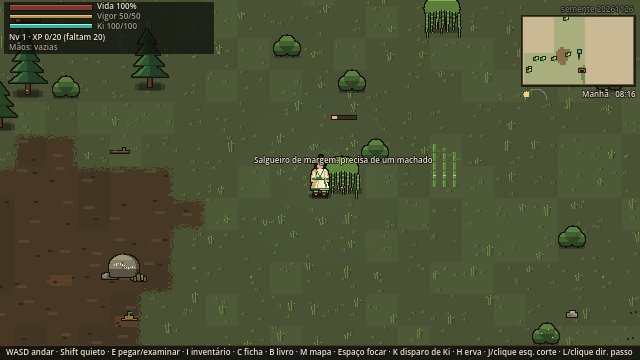 Vida 100%
Vigor 50/50
Ki 100/100
Nv 1 · XP 0/20 (faltam 20)
Mãos: vazias
semente 20261126
Manhã · 08:16
Salgueiro de margem: precisa de um machado
WASD andar · Shift quieto · E pegar/examinar · I inventário · C ficha · B livro · M mapa · Espaço focar · K disparo de Ki · H erva · J/clique esq. corte · L/clique dir. passo